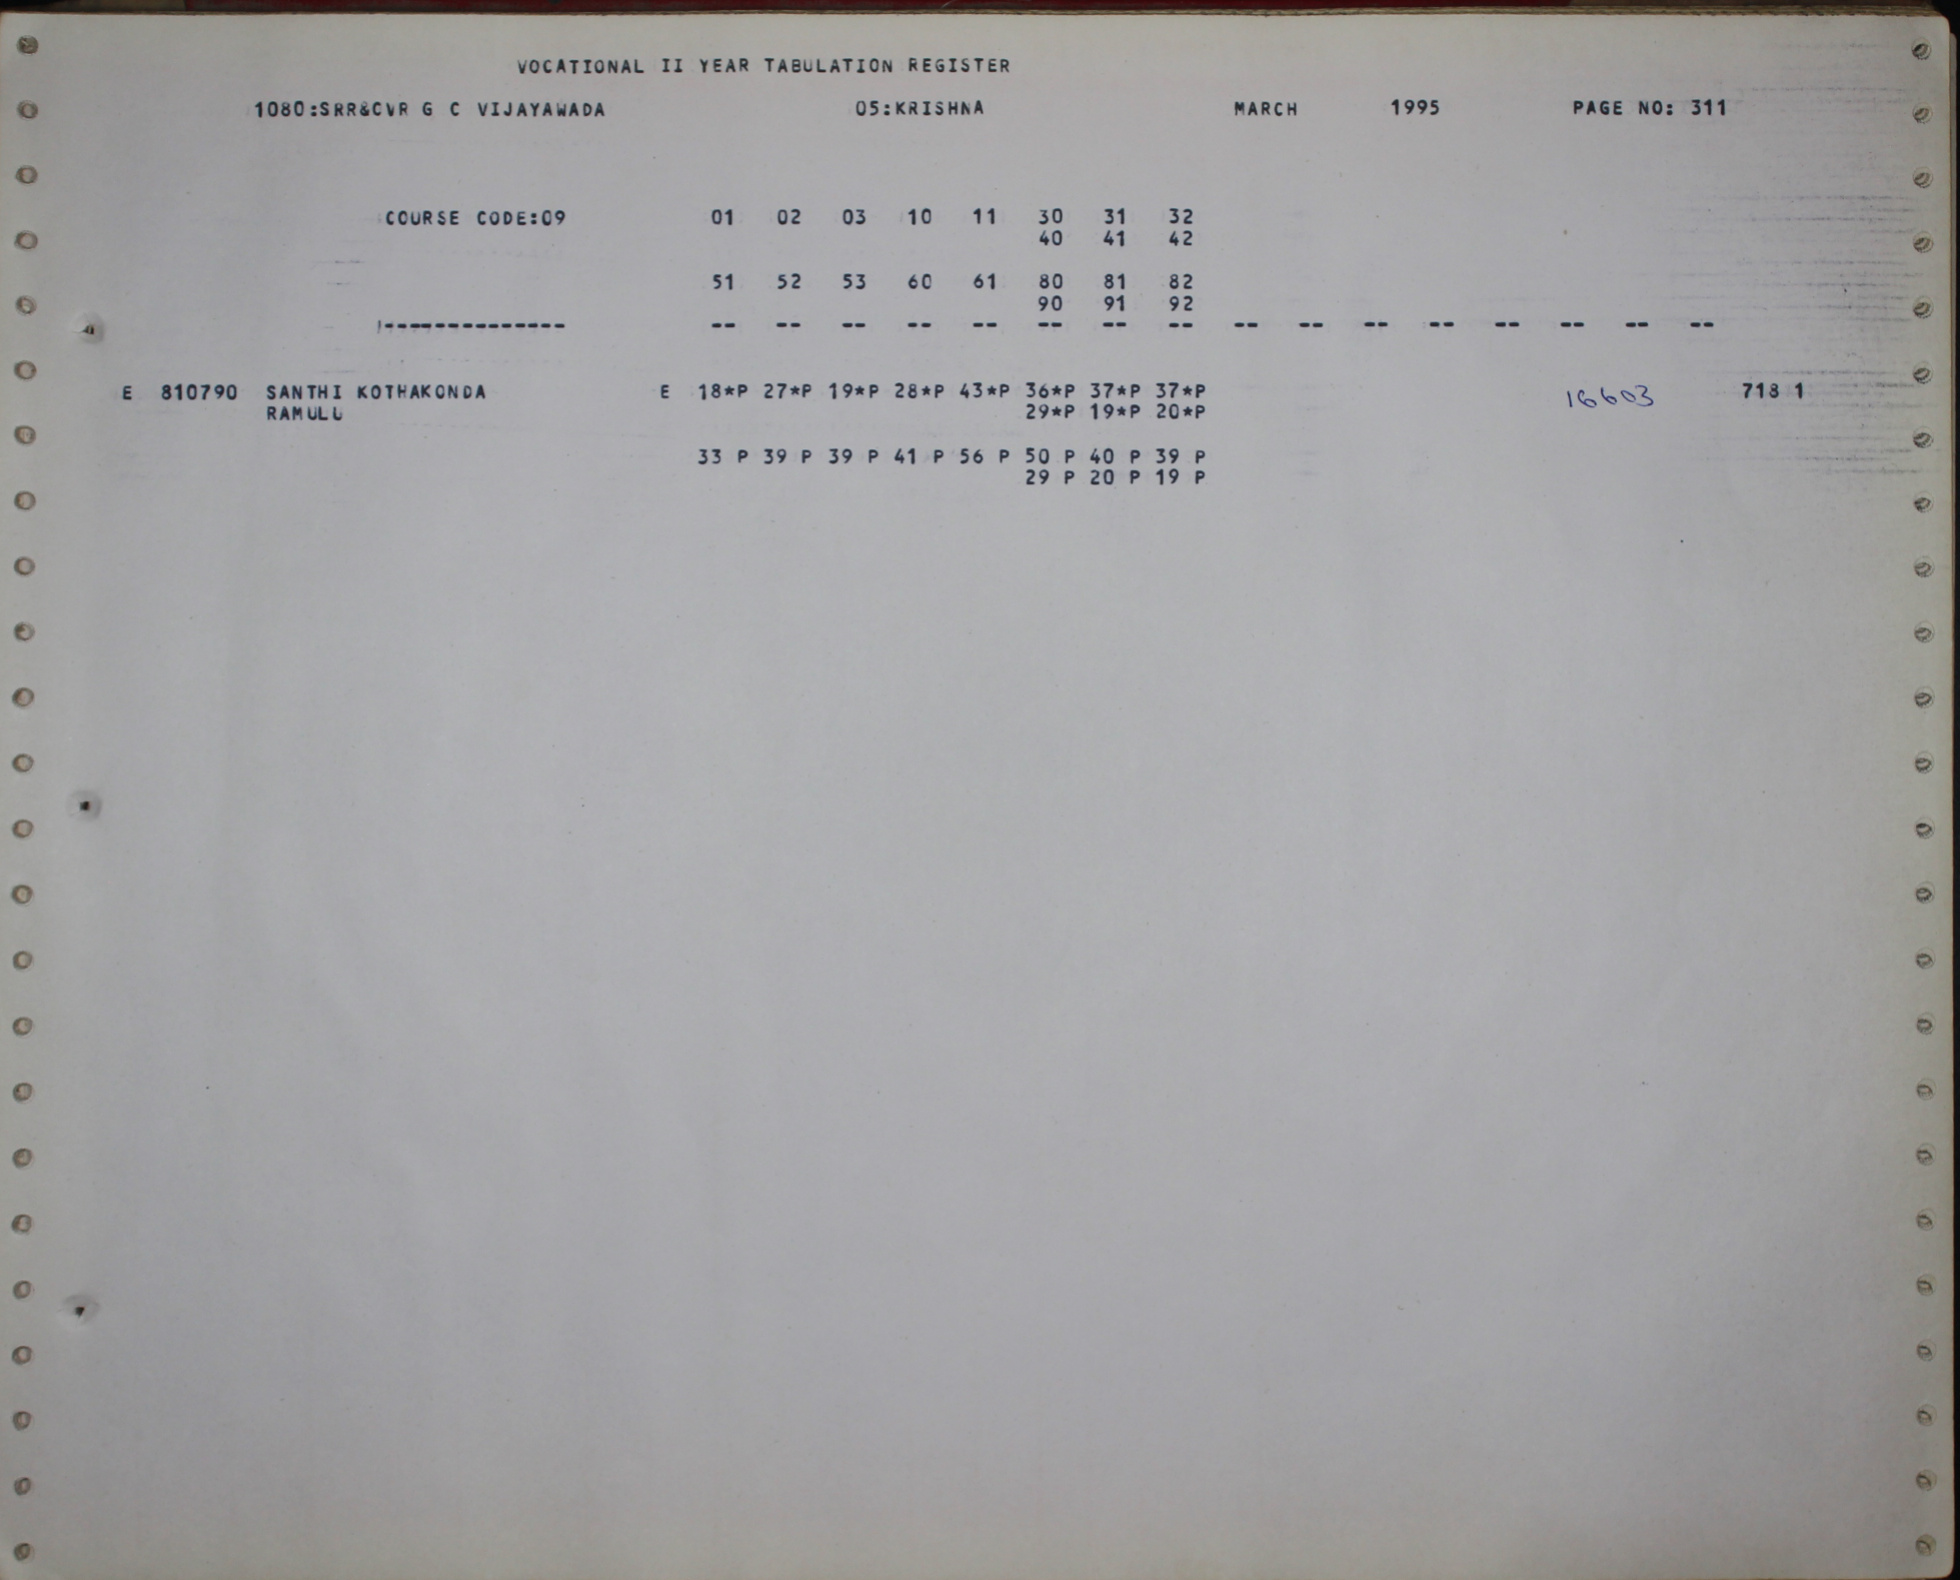 VOCATIONAL II YEAR TABULATION REGISTER
1080:SRR&CVR G C VIJAYAWADA 05:KRISHNA MARCH 1995 PAGE NO: 311
COURSE CODE:09 01 02 03 10 11 30 31 32
40 41 42
51 52 53 60 61 80 81 82
90 91 92
!-------------- -- -- -- -- -- -- -- -- -- -- -- -- -- -- -- --
E 810790 SANTHI KOTHAKONDA E 18*P 27*P 19*P 28*P 43*P 36*P 37*P 37*P 16603 718 1
RAMULU 29*P 19*P 20*P
33 P 39 P 39 P 41 P 56 P 50 P 40 P 39 P
29 P 20 P 19 P